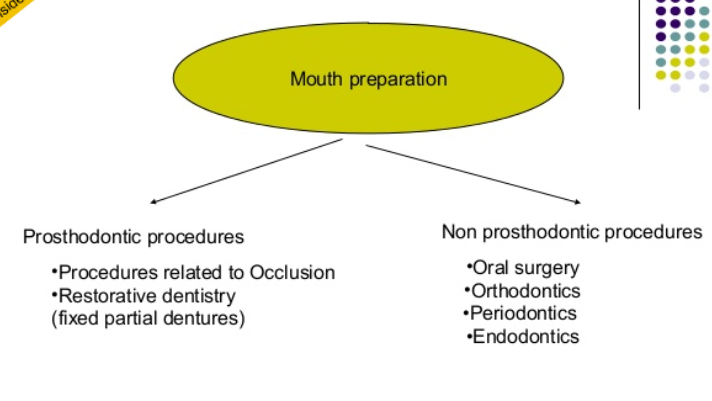 Mouth preparation
Prosthodontic procedures
•Procedures related to Occlusion
•Restorative dentistry
(fixed partial dentures)
Non prosthodontic procedures
•Oral surgery
•Orthodontics
•Periodontics
•Endodontics